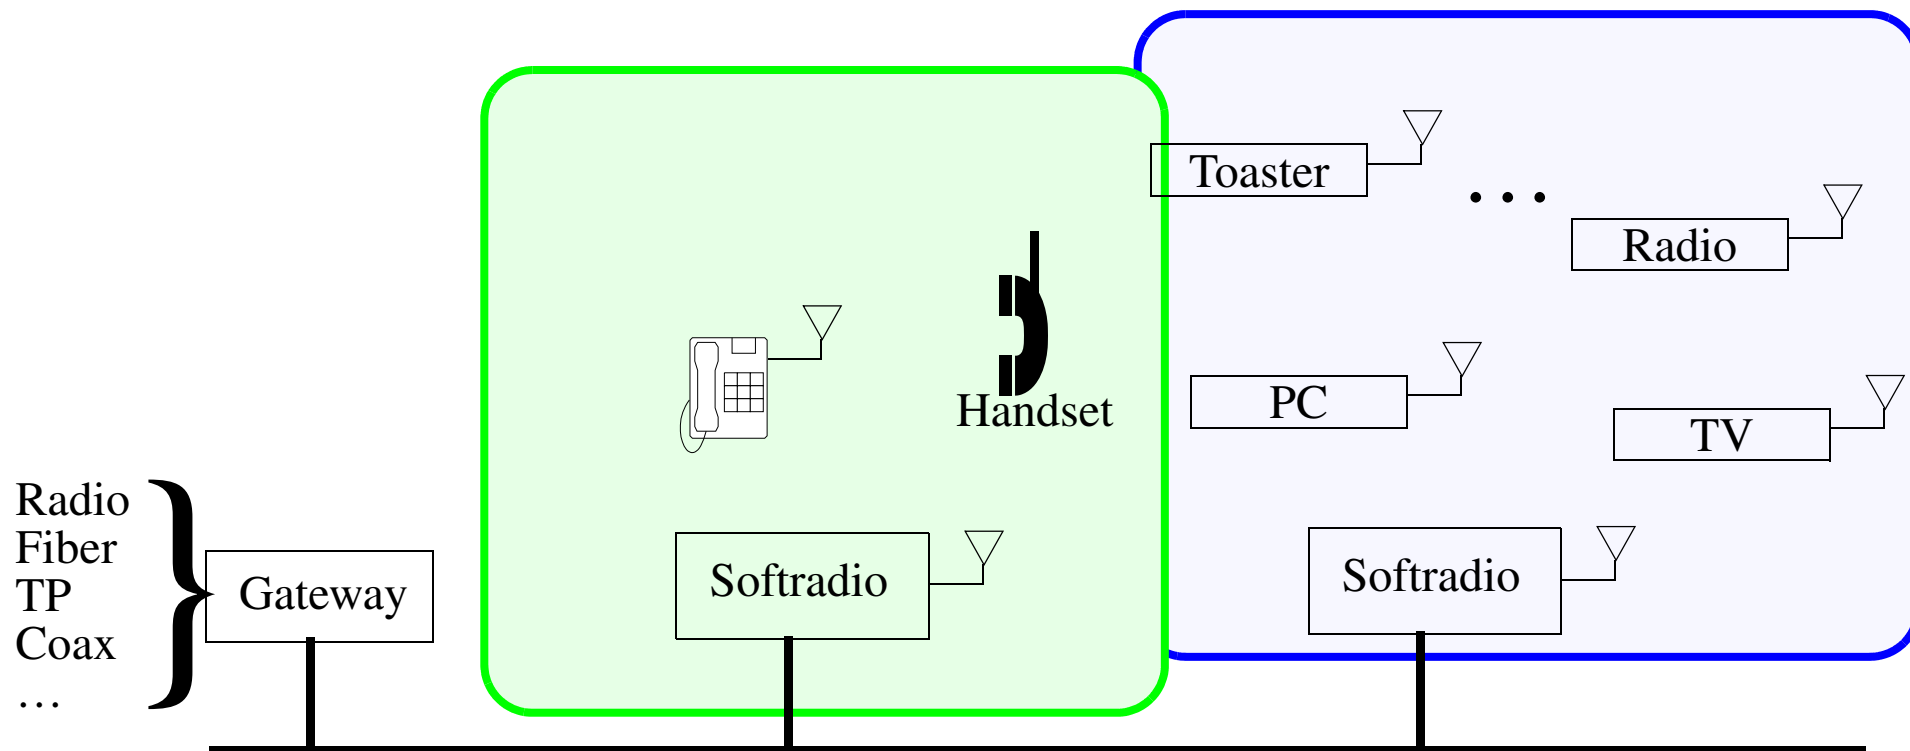 Toaster
...
Radio
Handset
PC
TV
Radio
Fiber
TP
Coax
...
Gateway
Softradio
Softradio